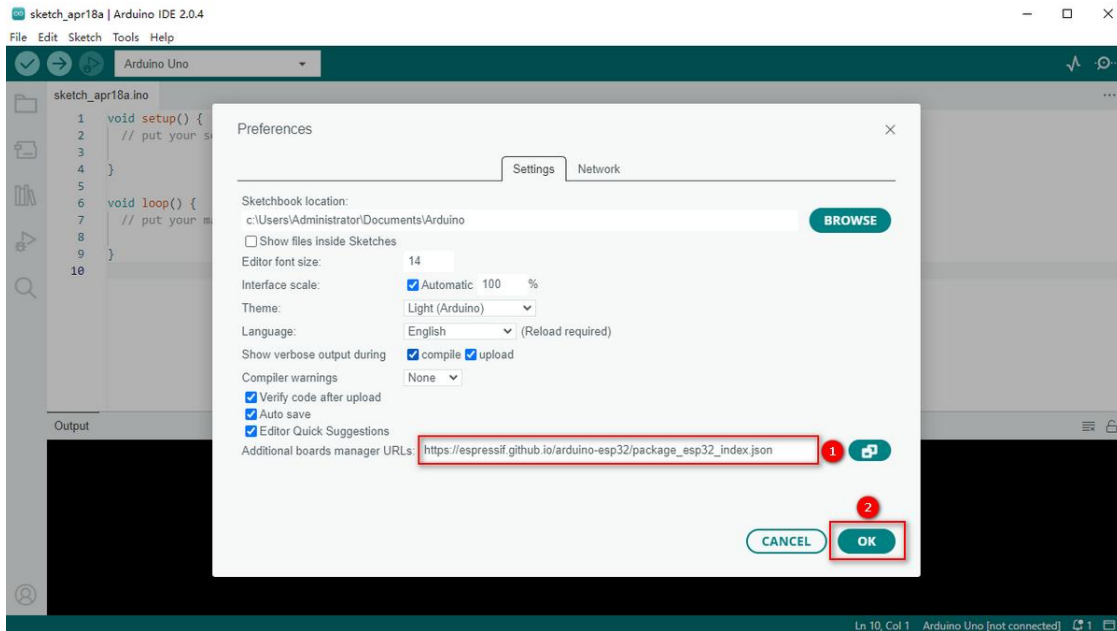 sketch_apr18a | Arduino IDE 2.0.4
File Edit Sketch Tools Help
Arduino Uno
sketch_apr18a.ino
1 void setup() {
2 // put your s
3
4 }
5
6 void loop() {
7 // put your m
8
9 }
10
Preferences
Settings Network
Sketchbook location:
c:\Users\Administrator\Documents\Arduino
BROWSE
Show files inside Sketches
Editor font size: 14
Interface scale: Automatic 100 %
Theme: Light (Arduino)
Language: English (Reload required)
Show verbose output during compile upload
Compiler warnings None
Verify code after upload
Auto save
Editor Quick Suggestions
Additional boards manager URLs: https://espressif.github.io/arduino-esp32/package_esp32_index.json 1
2
CANCEL OK
Output
Ln 10, Col 1 Arduino Uno [not connected] 1